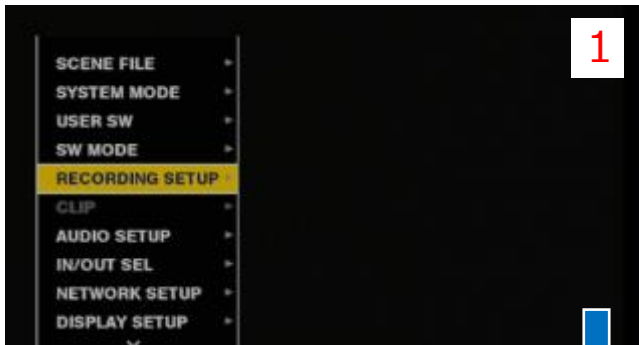 1
SCENE FILE
SYSTEM MODE
USER SW
SW MODE
RECORDING SETUP
CLIP
AUDIO SETUP
IN/OUT SEL
NETWORK SETUP
DISPLAY SETUP